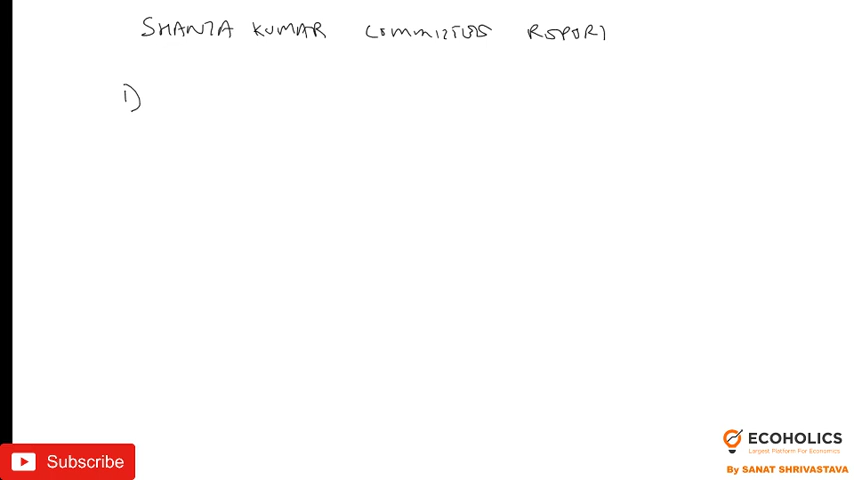 SHANTA KUMAR COMMITTEE REPORT
1)
Subscribe
ECOHOLICS
Largest Platform For Economics
By SANAT SHRIVASTAVA